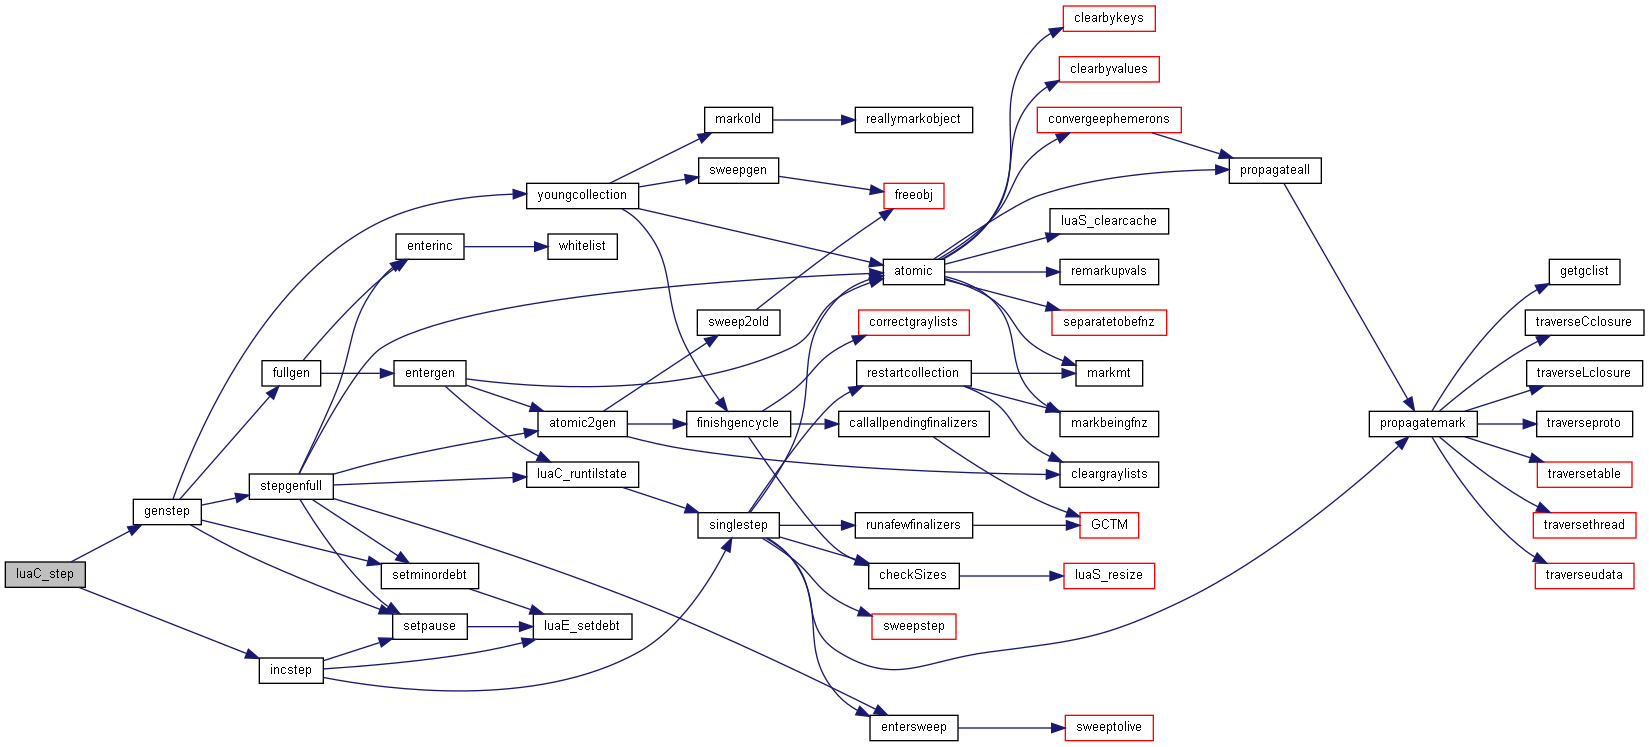 clearbykeys
clearbyvalues
markold
reallymarkobject
convergeephemerons
sweepgen
propagateall
youngcollection
freeobj
luaS_clearcache
enterinc
whitelist
atomic
remarkupvals
getgclist
sweep2old
correctgraylists
separatetobefnz
traverseCclosure
fullgen
entergen
restartcollection
markmt
traverseLclosure
atomic2gen
finishgencycle
callallpendingfinalizers
markbeingfnz
propagatemark
traverseproto
stepgenfull
luaC_runtilstate
cleargraylists
traversetable
genstep
singlestep
runafewfinalizers
GCTM
traversethread
luaC_step
setminordebt
checkSizes
luaS_resize
traverseudata
setpause
luaE_setdebt
sweepstep
incstep
entersweep
sweeptolive